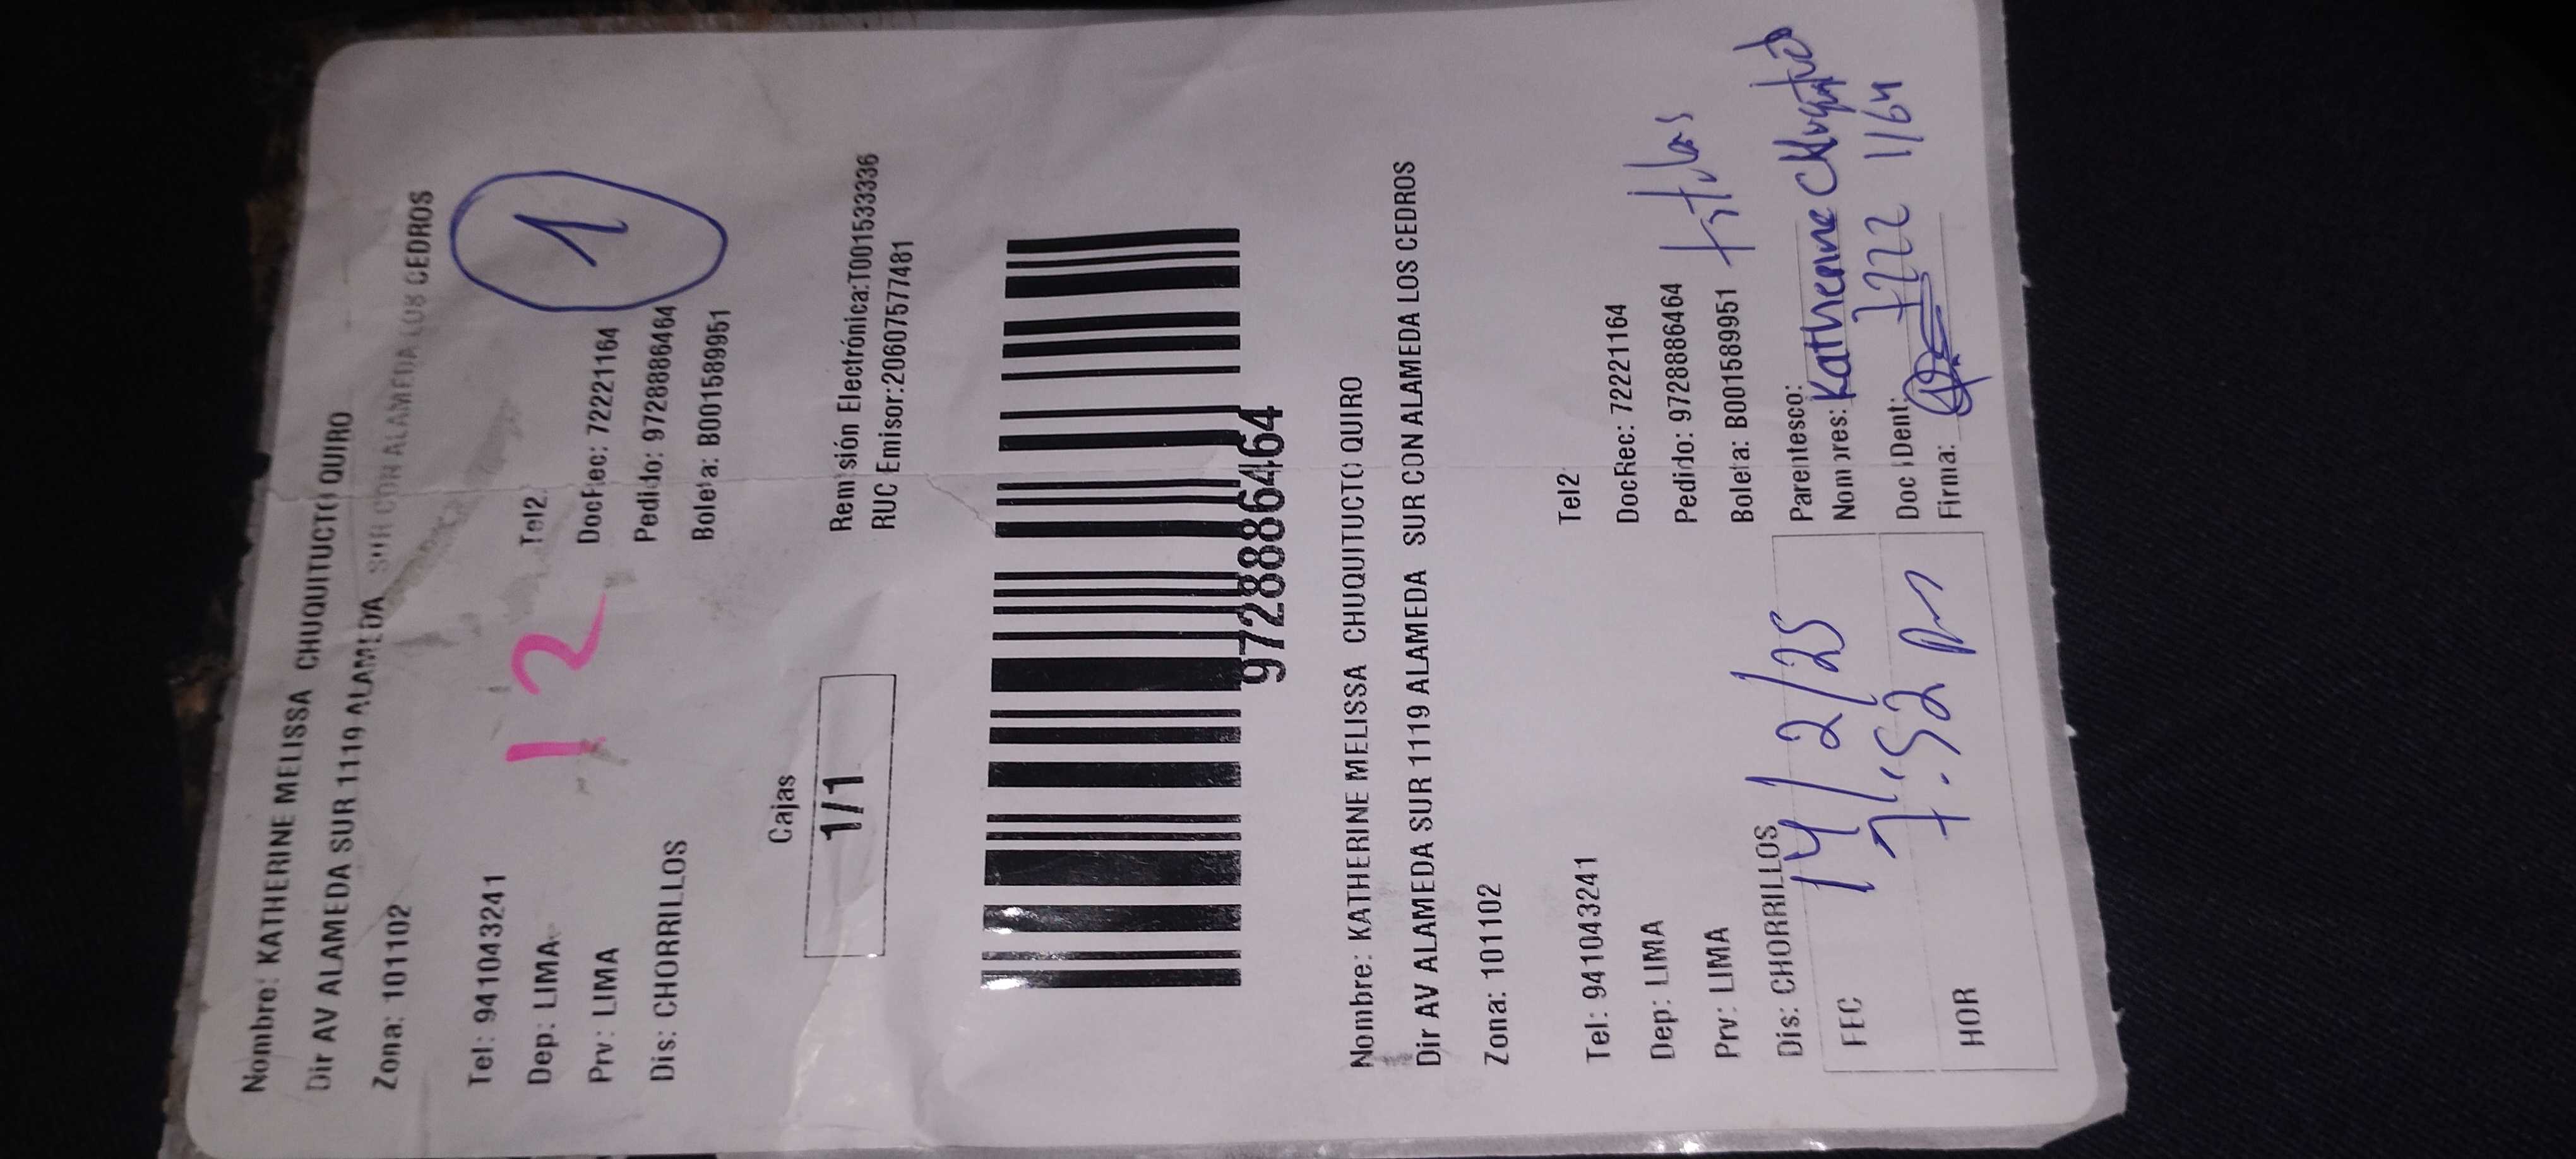 Nombre: KATHERINE MELISSA CHUQUITUCTO QUIRO
Dir AV ALAMEDA SUR 1119 ALAMEDA SUR CON ALAMEDA LOS CEDROS
Zona: 101102
Tel: 941043241 Tel2
Dep: LIMA DocRec: 72221164
Prv: LIMA Pedido: 9728886464
Dis: CHORRILLOS Boleta: B001589951
12
1
Cajas
1/1
Remisión Electrónica:T001533336
RUC Emisor:20607577481
9728886464
Nombre: KATHERINE MELISSA CHUQUITUCTO QUIRO
Dir AV ALAMEDA SUR 1119 ALAMEDA SUR CON ALAMEDA LOS CEDROS
Zona: 101102
Tel: 941043241 Tel2
Dep: LIMA DocRec: 72221164
Prv: LIMA Pedido: 9728886464
Dis: CHORRILLOS Boleta: B001589951
FEC 14/2/25 Parentesco:
Nombres: Katherine
HOR 7:52 pm Doc IDent: 72221164
Firma: